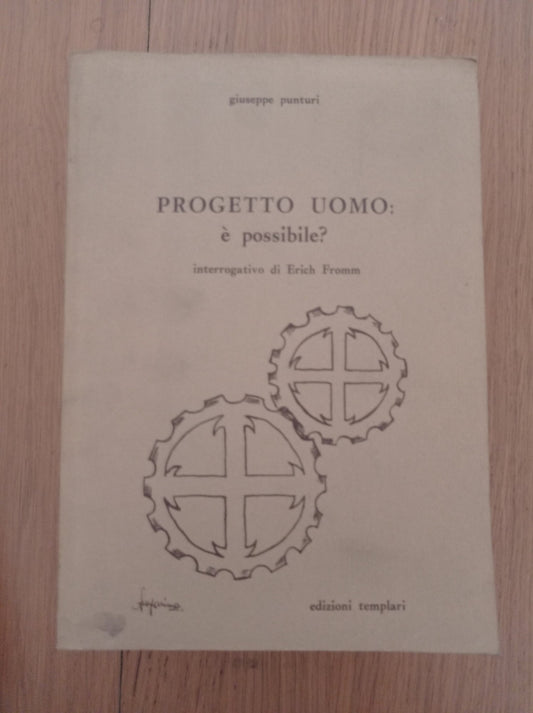 giuseppe punturi
PROGETTO UOMO:
è possibile?
interrogativo di Erich Fromm
edizioni templari